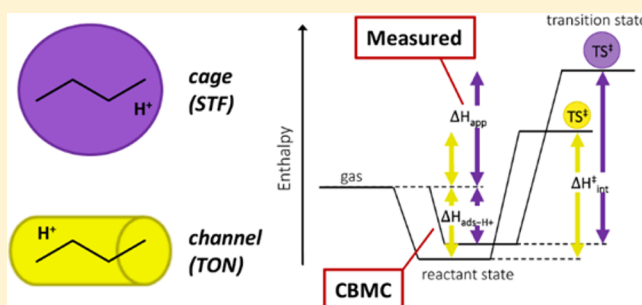 cage
(STF)
H+
H+
channel
(TON)
Enthalpy
Measured
transition state
TS‡
TS‡
ΔHapp
gas
ΔH‡int
ΔHads-H+
reactant state
CBMC